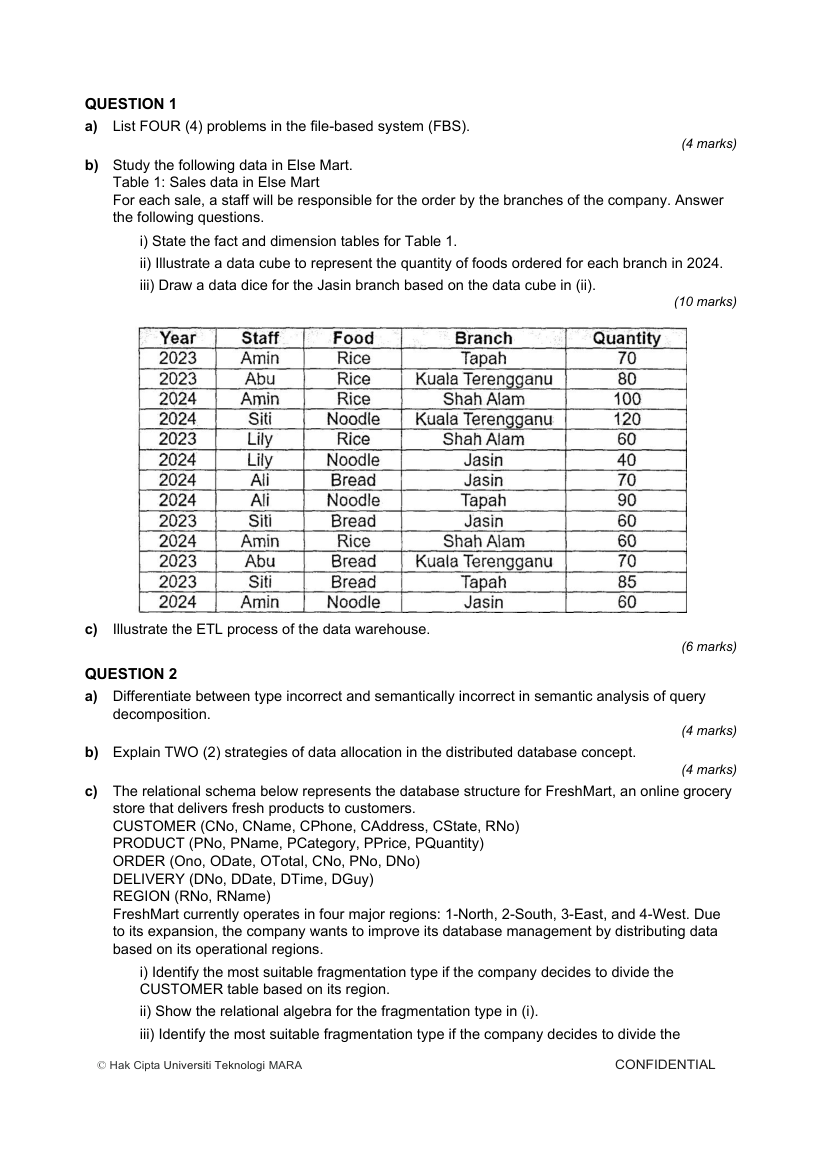 QUESTION 1
a) List FOUR (4) problems in the file-based system (FBS).
(4 marks)
b) Study the following data in Else Mart.
Table 1: Sales data in Else Mart
For each sale, a staff will be responsible for the order by the branches of the company. Answer
the following questions.
i) State the fact and dimension tables for Table 1.
ii) Illustrate a data cube to represent the quantity of foods ordered for each branch in 2024.
iii) Draw a data dice for the Jasin branch based on the data cube in (ii).
(10 marks)
Year Staff Food Branch Quantity
2023 Amin Rice Tapah 70
2023 Abu Rice Kuala Terengganu 80
2024 Amin Rice Shah Alam 100
2024 Siti Noodle Kuala Terengganu 120
2023 Lily Rice Shah Alam 60
2024 Lily Noodle Jasin 40
2024 Ali Bread Jasin 70
2024 Ali Noodle Tapah 90
2023 Siti Bread Jasin 60
2024 Amin Rice Shah Alam 60
2023 Abu Bread Kuala Terengganu 70
2023 Siti Bread Tapah 85
2024 Amin Noodle Jasin 60
c) Illustrate the ETL process of the data warehouse.
(6 marks)
QUESTION 2
a) Differentiate between type incorrect and semantically incorrect in semantic analysis of query
decomposition.
(4 marks)
b) Explain TWO (2) strategies of data allocation in the distributed database concept.
(4 marks)
c) The relational schema below represents the database structure for FreshMart, an online grocery
store that delivers fresh products to customers.
CUSTOMER (CNo, CName, CPhone, CAddress, CState, RNo)
PRODUCT (PNo, PName, PCategory, PPrice, PQuantity)
ORDER (Ono, ODate, OTotal, CNo, PNo, DNo)
DELIVERY (DNo, DDate, DTime, DGuy)
REGION (RNo, RName)
FreshMart currently operates in four major regions: 1-North, 2-South, 3-East, and 4-West. Due
to its expansion, the company wants to improve its database management by distributing data
based on its operational regions.
i) Identify the most suitable fragmentation type if the company decides to divide the
CUSTOMER table based on its region.
ii) Show the relational algebra for the fragmentation type in (i).
iii) Identify the most suitable fragmentation type if the company decides to divide the
© Hak Cipta Universiti Teknologi MARA CONFIDENTIAL